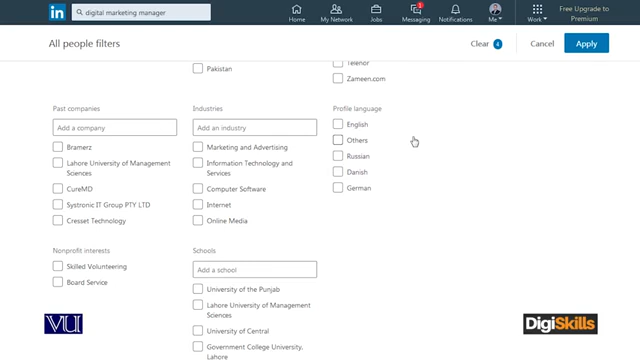 in
digital marketing manager
Home
My Network
Jobs
1
Messaging
Notifications
Me
Work
Free Upgrade to
Premium
All people filters
Clear 4
Cancel
Apply
Pakistan
Telenor
Zameen.com
Past companies
Add a company
Bramerz
Lahore University of Management
Sciences
CureMD
Systronic IT Group PTY LTD
Cresset Technology
Industries
Add an industry
Marketing and Advertising
Information Technology and
Services
Computer Software
Internet
Online Media
Profile language
English
Others
Russian
Danish
German
Nonprofit interests
Skilled Volunteering
Board Service
Schools
Add a school
University of the Punjab
Lahore University of Management
Sciences
University of Central
Government College University,
Lahore
VU
DigiSkills